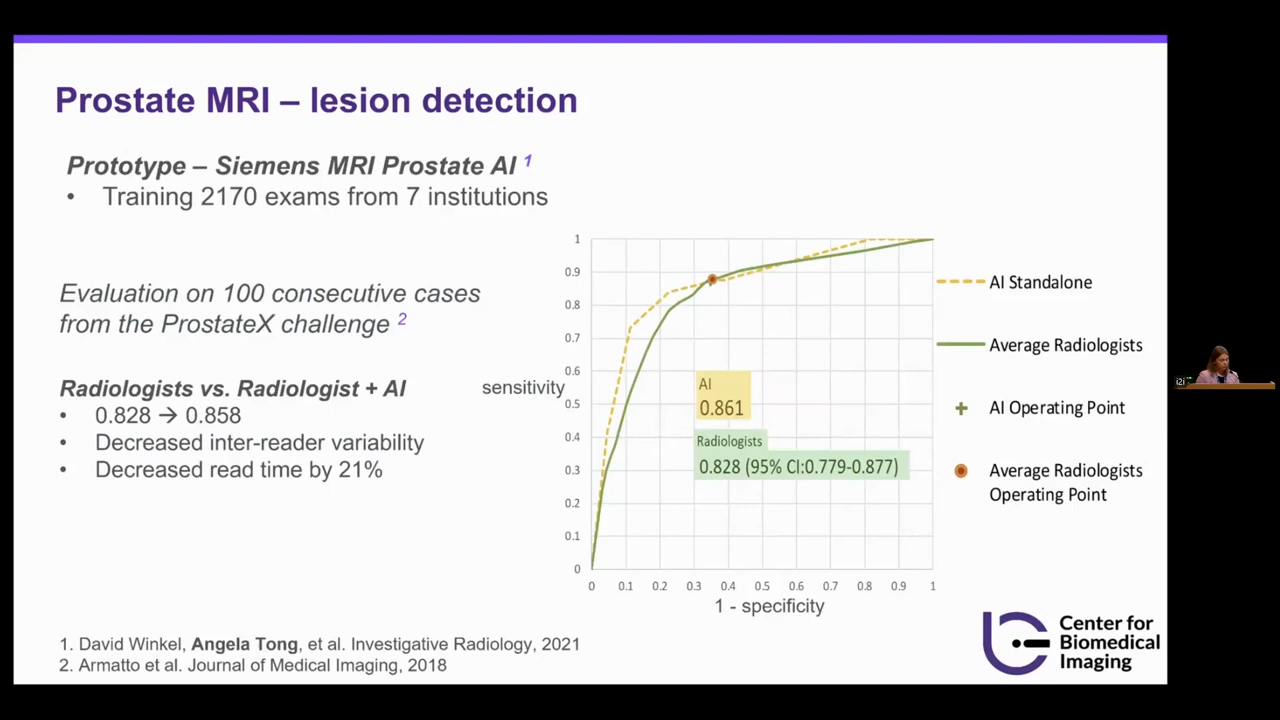 Prostate MRI – lesion detection
Prototype – Siemens MRI Prostate AI 1
• Training 2170 exams from 7 institutions
Evaluation on 100 consecutive cases
from the ProstateX challenge 2
Radiologists vs. Radiologist + AI
• 0.828 → 0.858
• Decreased inter-reader variability
• Decreased read time by 21%
sensitivity
1
0.9
0.8
0.7
0.6
0.5
0.4
0.3
0.2
0.1
0
0 0.1 0.2 0.3 0.4 0.5 0.6 0.7 0.8 0.9 1
1 - specificity
AI
0.861
Radiologists
0.828 (95% CI:0.779-0.877)
AI Standalone
Average Radiologists
AI Operating Point
Average Radiologists
Operating Point
1. David Winkel, Angela Tong, et al. Investigative Radiology, 2021
2. Armatto et al. Journal of Medical Imaging, 2018
Center for
Biomedical
Imaging
i2i